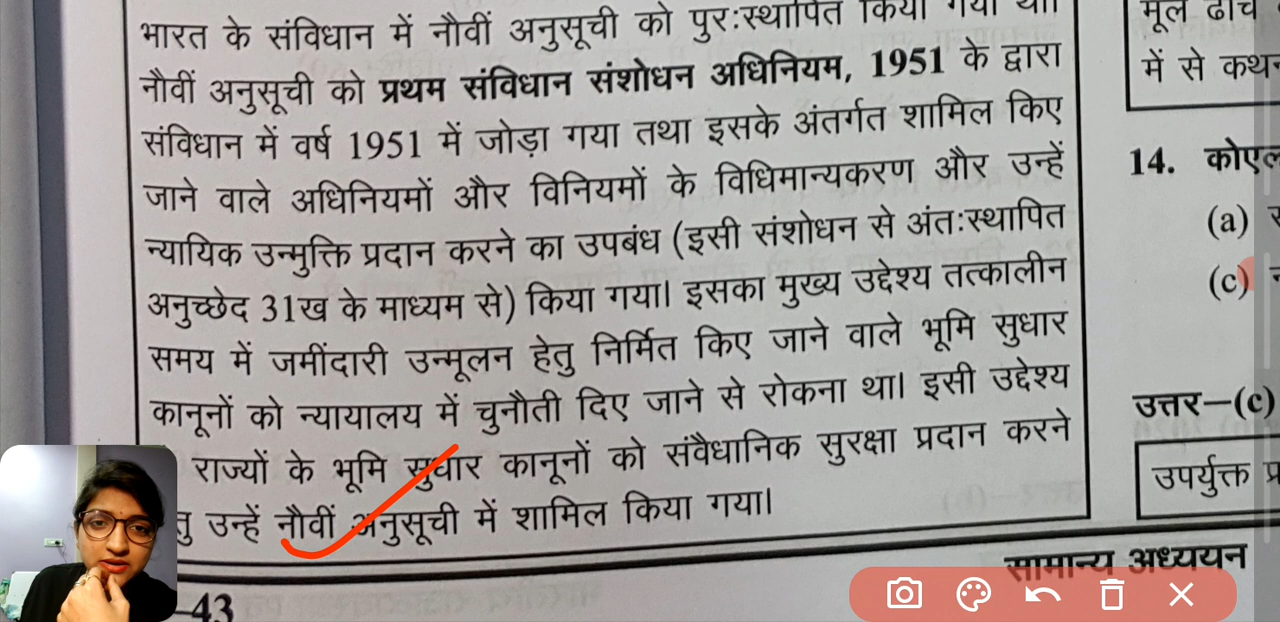 भारत के संविधान में नौवीं अनुसूची को पुर:स्थापित किया गया था।
नौवीं अनुसूची को प्रथम संविधान संशोधन अधिनियम, 1951 के द्वारा
संविधान में वर्ष 1951 में जोड़ा गया तथा इसके अंतर्गत शामिल किए
जाने वाले अधिनियमों और विनियमों के विधिमान्यकरण और उन्हें
न्यायिक उन्मुक्ति प्रदान करने का उपबंध (इसी संशोधन से अंत:स्थापित
अनुच्छेद 31ख के माध्यम से) किया गया। इसका मुख्य उद्देश्य तत्कालीन
समय में जमींदारी उन्मूलन हेतु निर्मित किए जाने वाले भूमि सुधार
कानूनों को न्यायालय में चुनौती दिए जाने से रोकना था। इसी उद्देश्य
राज्यों के भूमि सुधार कानूनों को संवैधानिक सुरक्षा प्रदान करने
उन्हें नौवीं अनुसूची में शामिल किया गया।
43
सामान्य अध्ययन
मूल ढांचे
में से
14.
(a)
(c)
उत्तर–(c)
उपर्युक्त